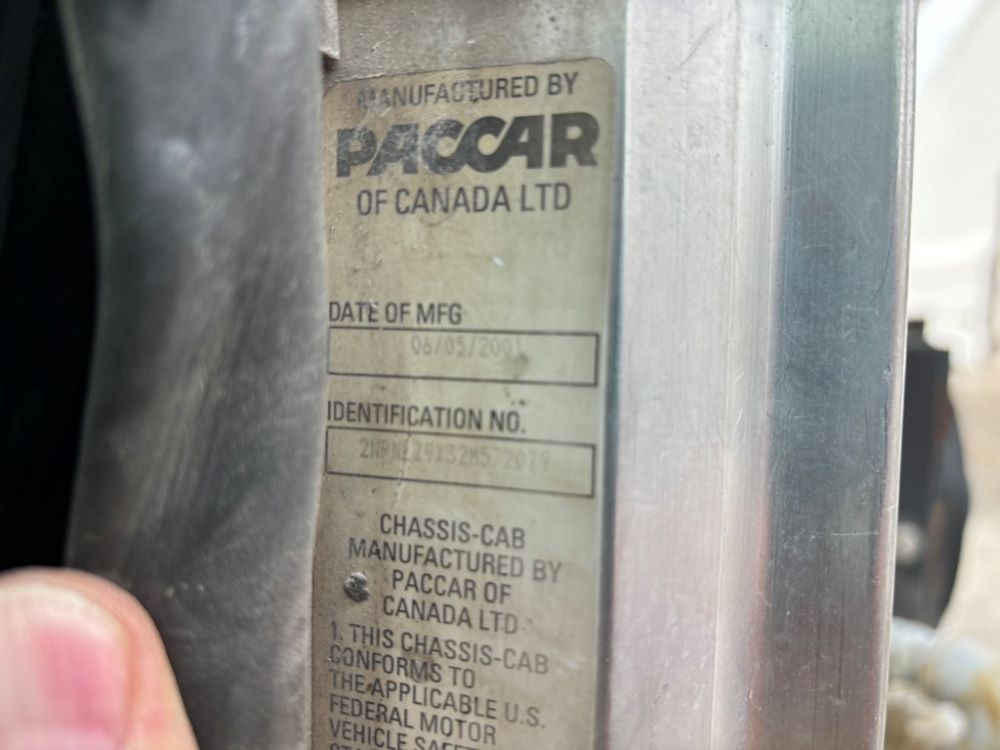 MANUFACTURED BY
PACCAR
OF CANADA LTD
DATE OF MFG
06/05/2001
IDENTIFICATION NO.
CHASSIS-CAB
MANUFACTURED BY
PACCAR OF
CANADA LTD
1. THIS CHASSIS-CAB
CONFORMS TO
THE APPLICABLE U.S.
FEDERAL MOTOR
VEHICLE